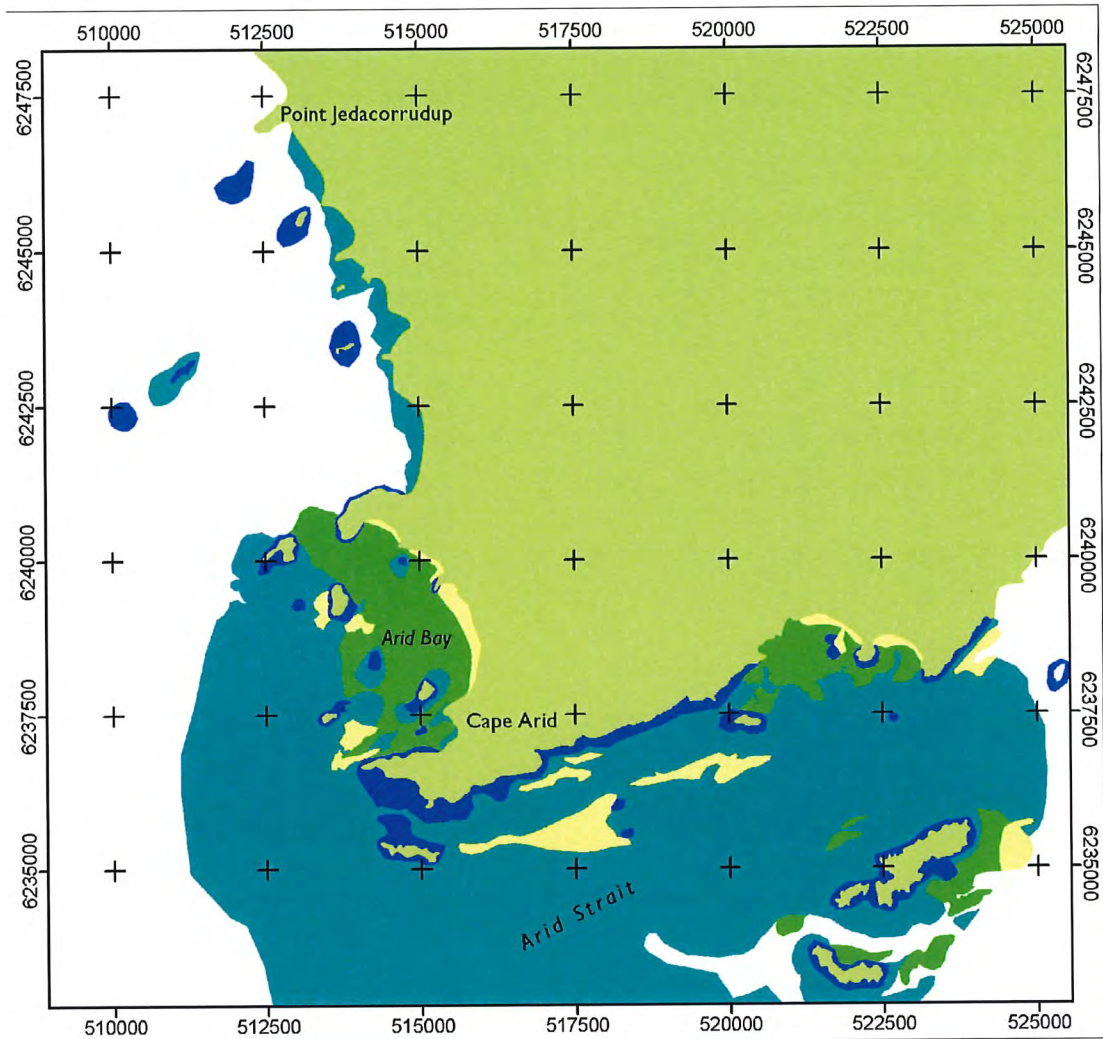 510000 512500 515000 517500 520000 522500 525000
6247500 6247500
Point Jedacorrudup
6245000 6245000
6242500 6242500
6240000 6240000
Arid Bay
6237500 6237500
Cape Arid
6235000 6235000
Arid Strait
510000 512500 515000 517500 520000 522500 525000